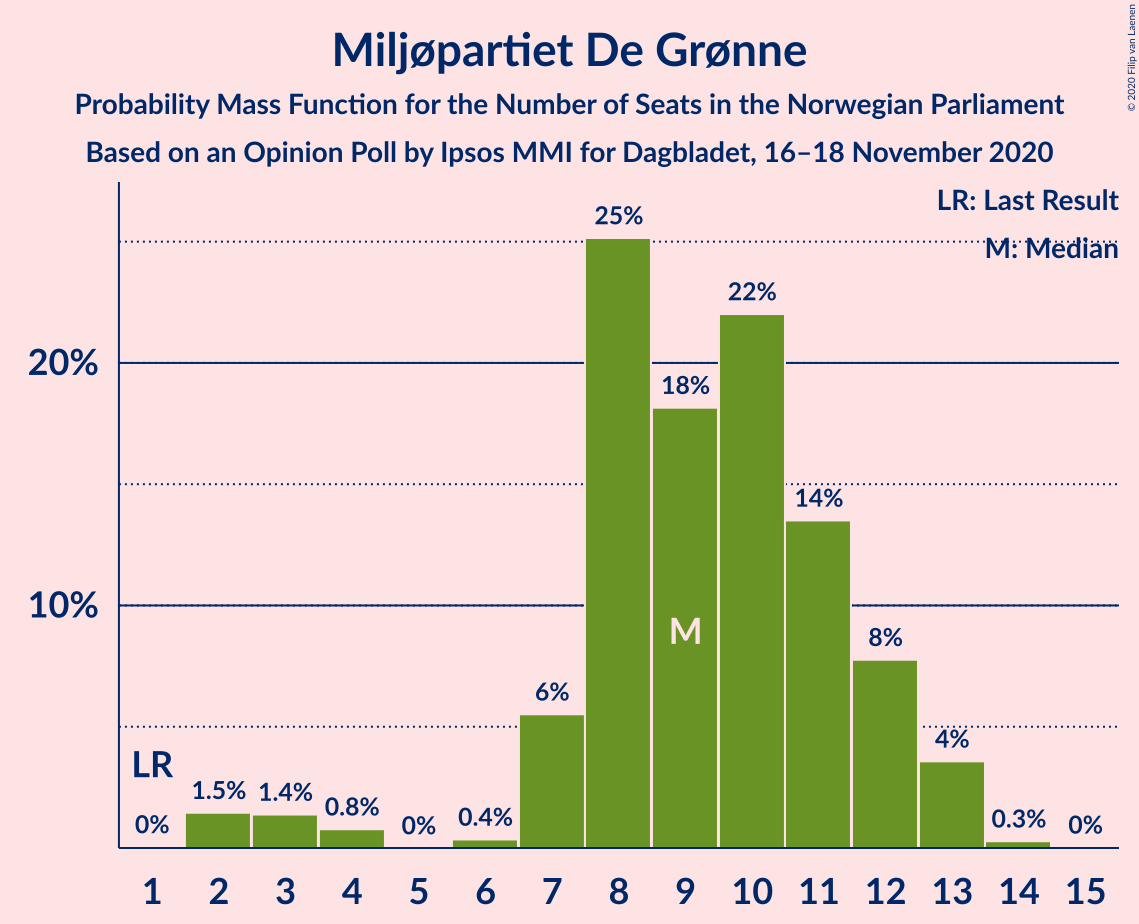 Miljøpartiet De Grønne
Probability Mass Function for the Number of Seats in the Norwegian Parliament
Based on an Opinion Poll by Ipsos MMI for Dagbladet, 16–18 November 2020
© 2020 Filip van Laenen
LR: Last Result
M: Median
25%
22%
20%
18%
14%
10%
8%
M
6%
4%
LR
1.5%
1.4%
0.8%
0.4%
0.3%
0%
0%
0%
1 2 3 4 5 6 7 8 9 10 11 12 13 14 15